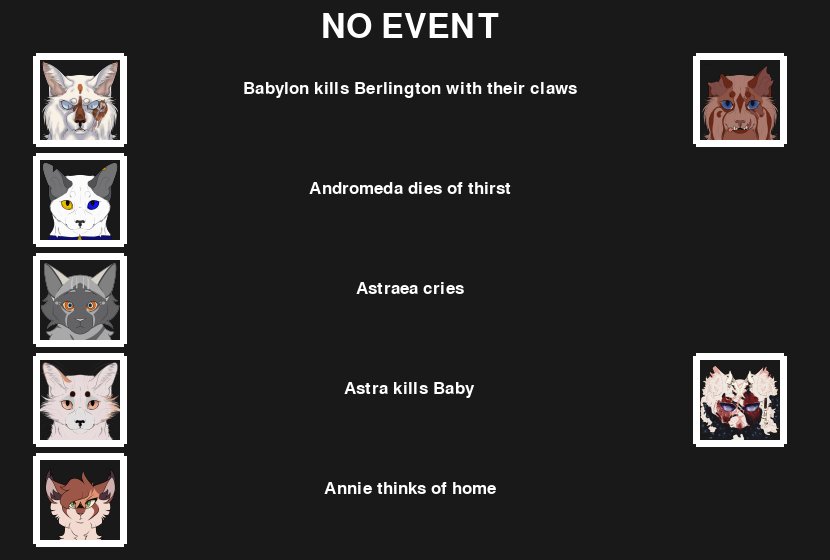 NO EVENT
Babylon kills Berlington with their claws
Andromeda dies of thirst
Astraea cries
Astra kills Baby
Annie thinks of home